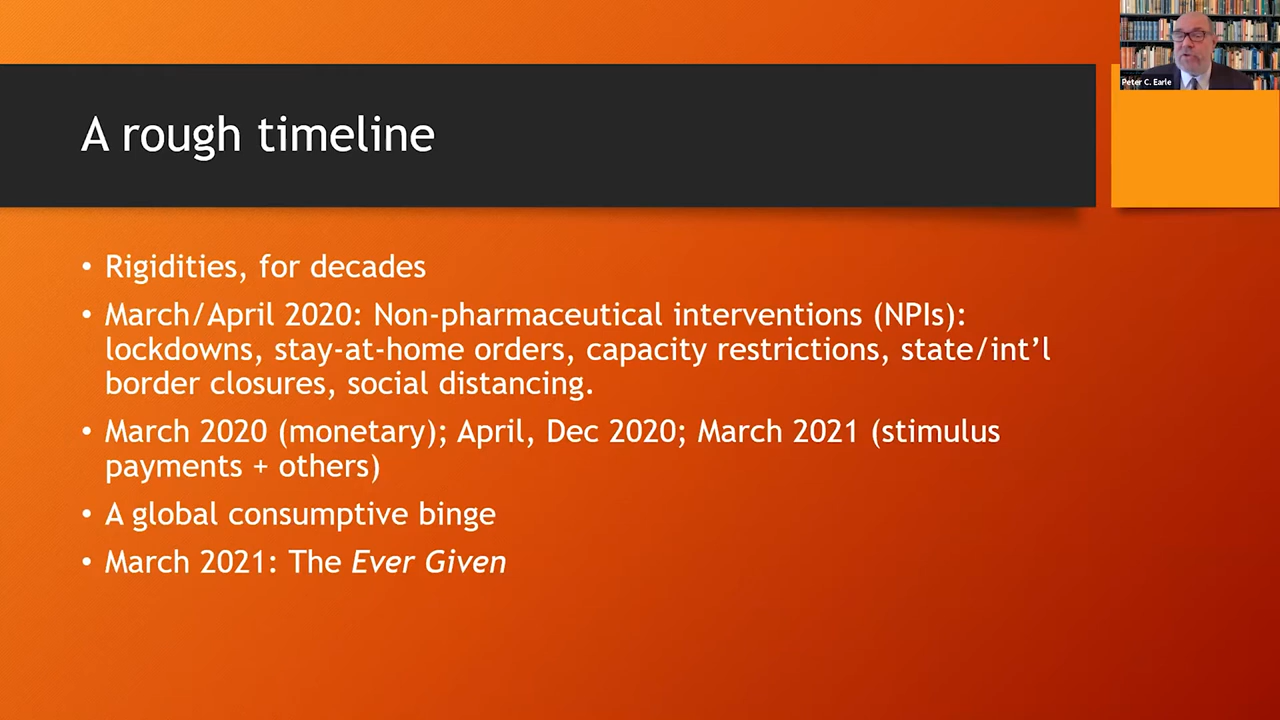 Peter C. Earle
A rough timeline
• Rigidities, for decades
• March/April 2020: Non-pharmaceutical interventions (NPIs):
lockdowns, stay-at-home orders, capacity restrictions, state/int’l
border closures, social distancing.
• March 2020 (monetary); April, Dec 2020; March 2021 (stimulus
payments + others)
• A global consumptive binge
• March 2021: The Ever Given